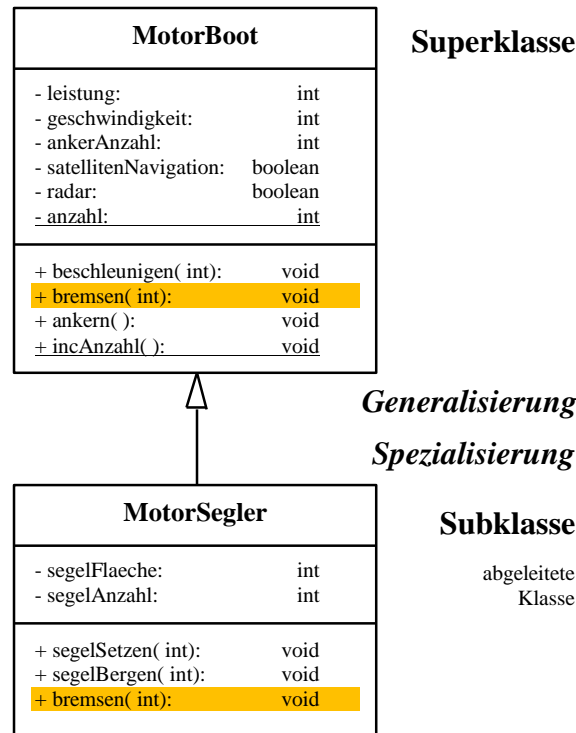 MotorBoot
Superklasse
- leistung: int
- geschwindigkeit: int
- ankerAnzahl: int
- satellitenNavigation: boolean
- radar: boolean
- anzahl: int
+ beschleunigen( int): void
+ bremsen( int): void
+ ankern( ): void
+ incAnzahl( ): void
Generalisierung
Spezialisierung
MotorSegler
Subklasse
abgeleitete
Klasse
- segelFlaeche: int
- segelAnzahl: int
+ segelSetzen( int): void
+ segelBergen( int): void
+ bremsen( int): void